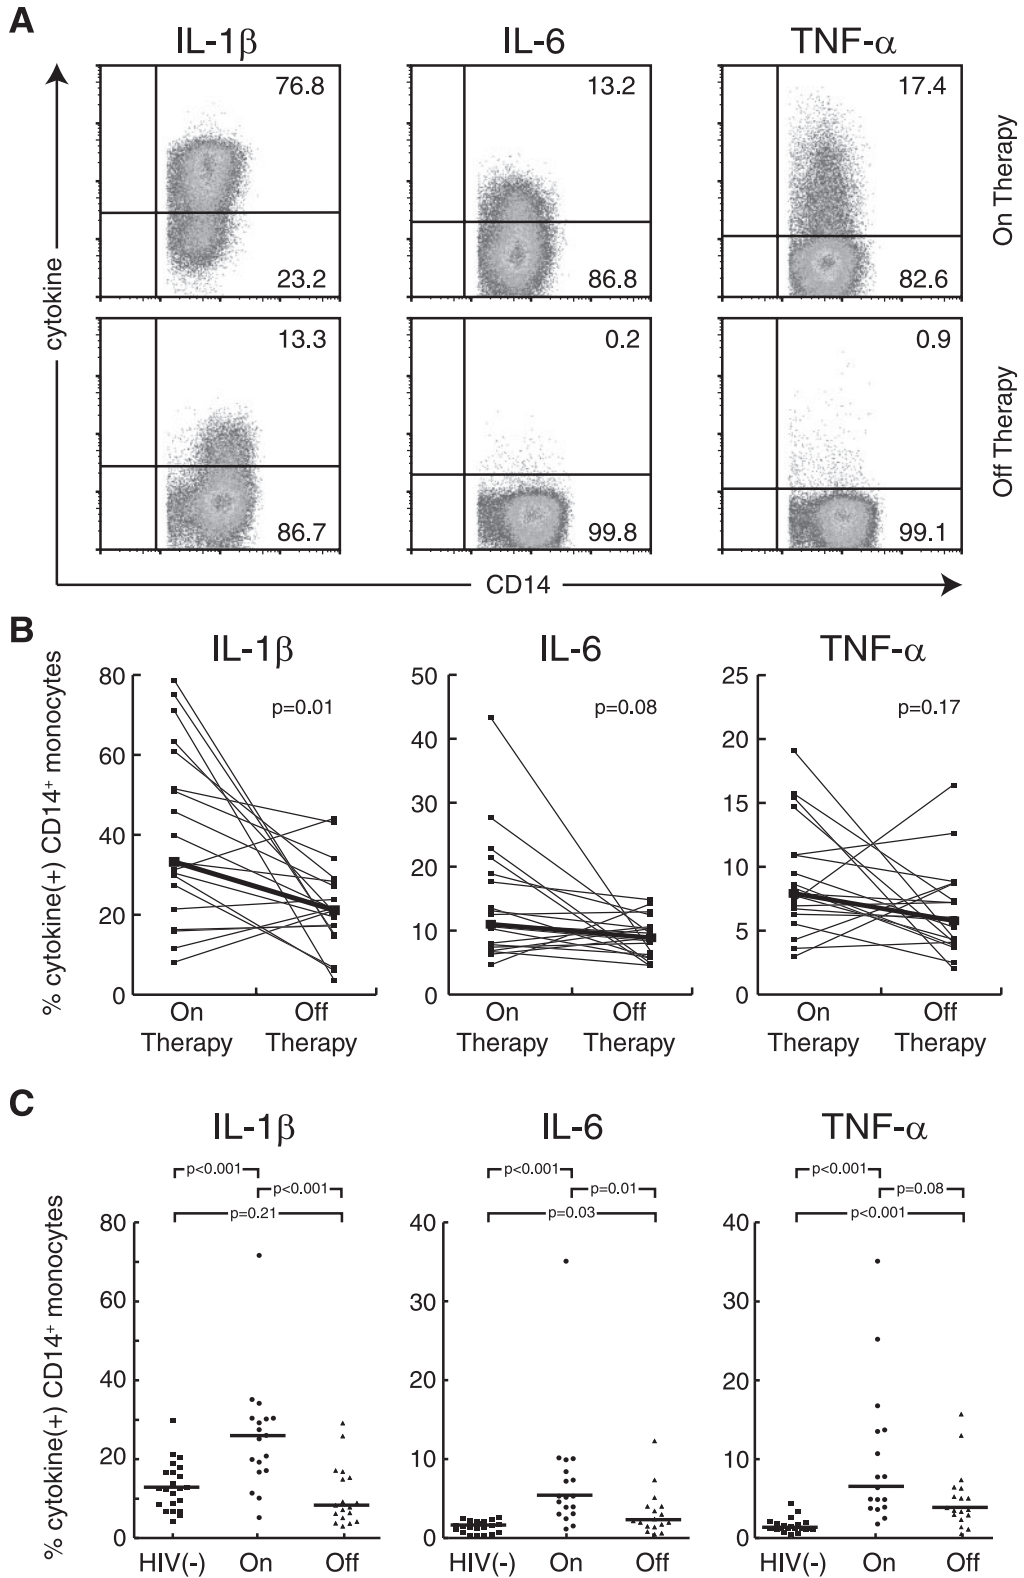 A
IL-1β IL-6 TNF-α
76.8 13.2 17.4
23.2 86.8 82.6
On Therapy
13.3 0.2 0.9
86.7 99.8 99.1
Off Therapy
cytokine
CD14
B
IL-1β IL-6 TNF-α
% cytokine(+) CD14⁺ monocytes
80 60 40 20 0
p=0.01
50 40 30 20 10 0
p=0.08
25 20 15 10 5 0
p=0.17
On Off On Off On Off
Therapy Therapy Therapy Therapy Therapy Therapy
C
IL-1β IL-6 TNF-α
p<0.001 p<0.001 p<0.001
p<0.001 p=0.01 p=0.08
p=0.21 p=0.03 p<0.001
% cytokine(+) CD14⁺ monocytes
80 60 40 20 0
40 30 20 10 0
40 30 20 10 0
HIV(-) On Off HIV(-) On Off HIV(-) On Off